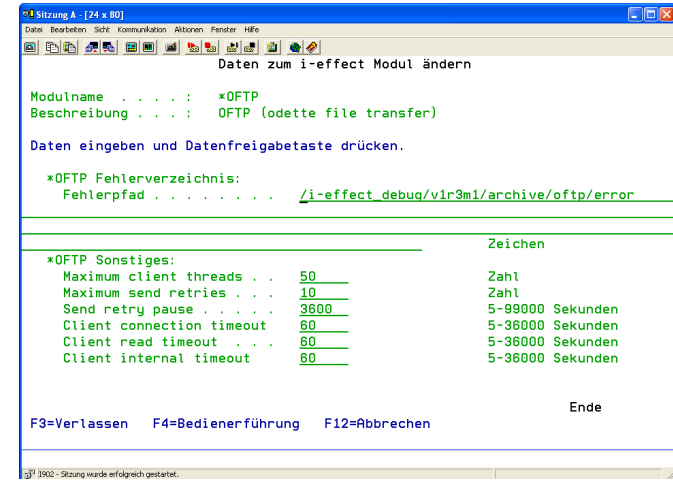 Sitzung A - [24 x 80]
Datei Bearbeiten Sicht Kommunikation Aktionen Fenster Hilfe
Daten zum i-effect Modul ändern
Modulname . . . . : *OFTP
Beschreibung . . . : OFTP (odette file transfer)
Daten eingeben und Datenfreigabetaste drücken.
*OFTP Fehlerverzeichnis:
Fehlerpfad . . . . . . . . /i-effect_debug/v1r3m1/archive/oftp/error
Zeichen
*OFTP Sonstiges:
Maximum client threads . . 50 Zahl
Maximum send retries . . . 10 Zahl
Send retry pause . . . . . 3600 5-99000 Sekunden
Client connection timeout 60 5-36000 Sekunden
Client read timeout . . . 60 5-36000 Sekunden
Client internal timeout 60 5-36000 Sekunden
Ende
F3=Verlassen F4=Bedienerführung F12=Abbrechen
I902 - Sitzung wurde erfolgreich gestartet.